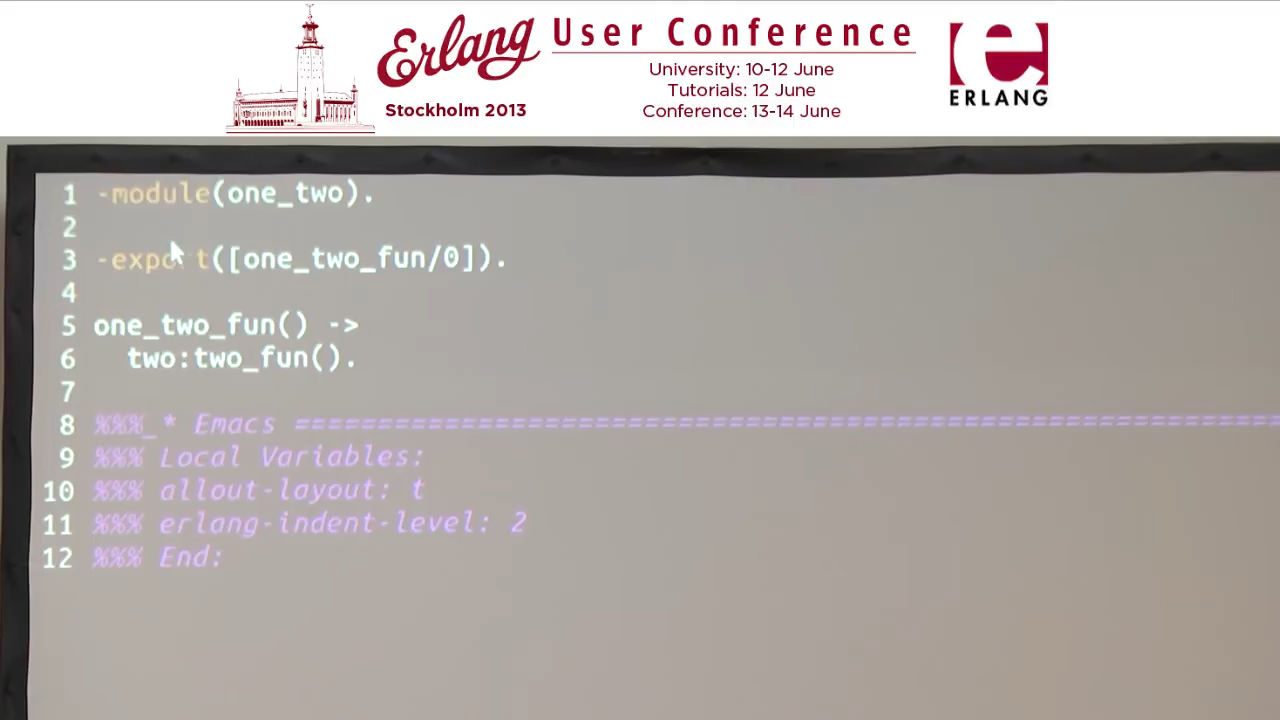 Erlang User Conference
Stockholm 2013
University: 10-12 June
Tutorials: 12 June
Conference: 13-14 June
e
ERLANG
1 -module(one_two).
2
3 -export([one_two_fun/0]).
4
5 one_two_fun() ->
6 two:two_fun().
7
8 %%%_* Emacs ============================================================
9 %%% Local Variables:
10 %%% allout-layout: t
11 %%% erlang-indent-level: 2
12 %%% End: